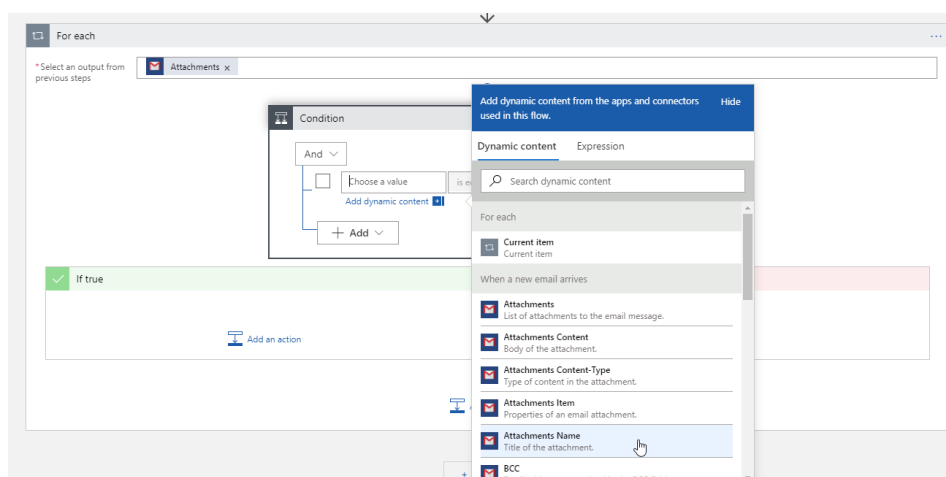 For each
...
*Select an output from
previous steps
Attachments x
Condition
And
Choose a value
Add dynamic content
+ Add
If true
Add an action
Add dynamic content from the apps and connectors
used in this flow.
Hide
Dynamic content
Expression
Search dynamic content
For each
Current item
Current item
When a new email arrives
Attachments
List of attachments to the email message.
Attachments Content
Body of the attachment.
Attachments Content-Type
Type of content in the attachment.
Attachments Item
Properties of an email attachment.
Attachments Name
Title of the attachment.
BCC